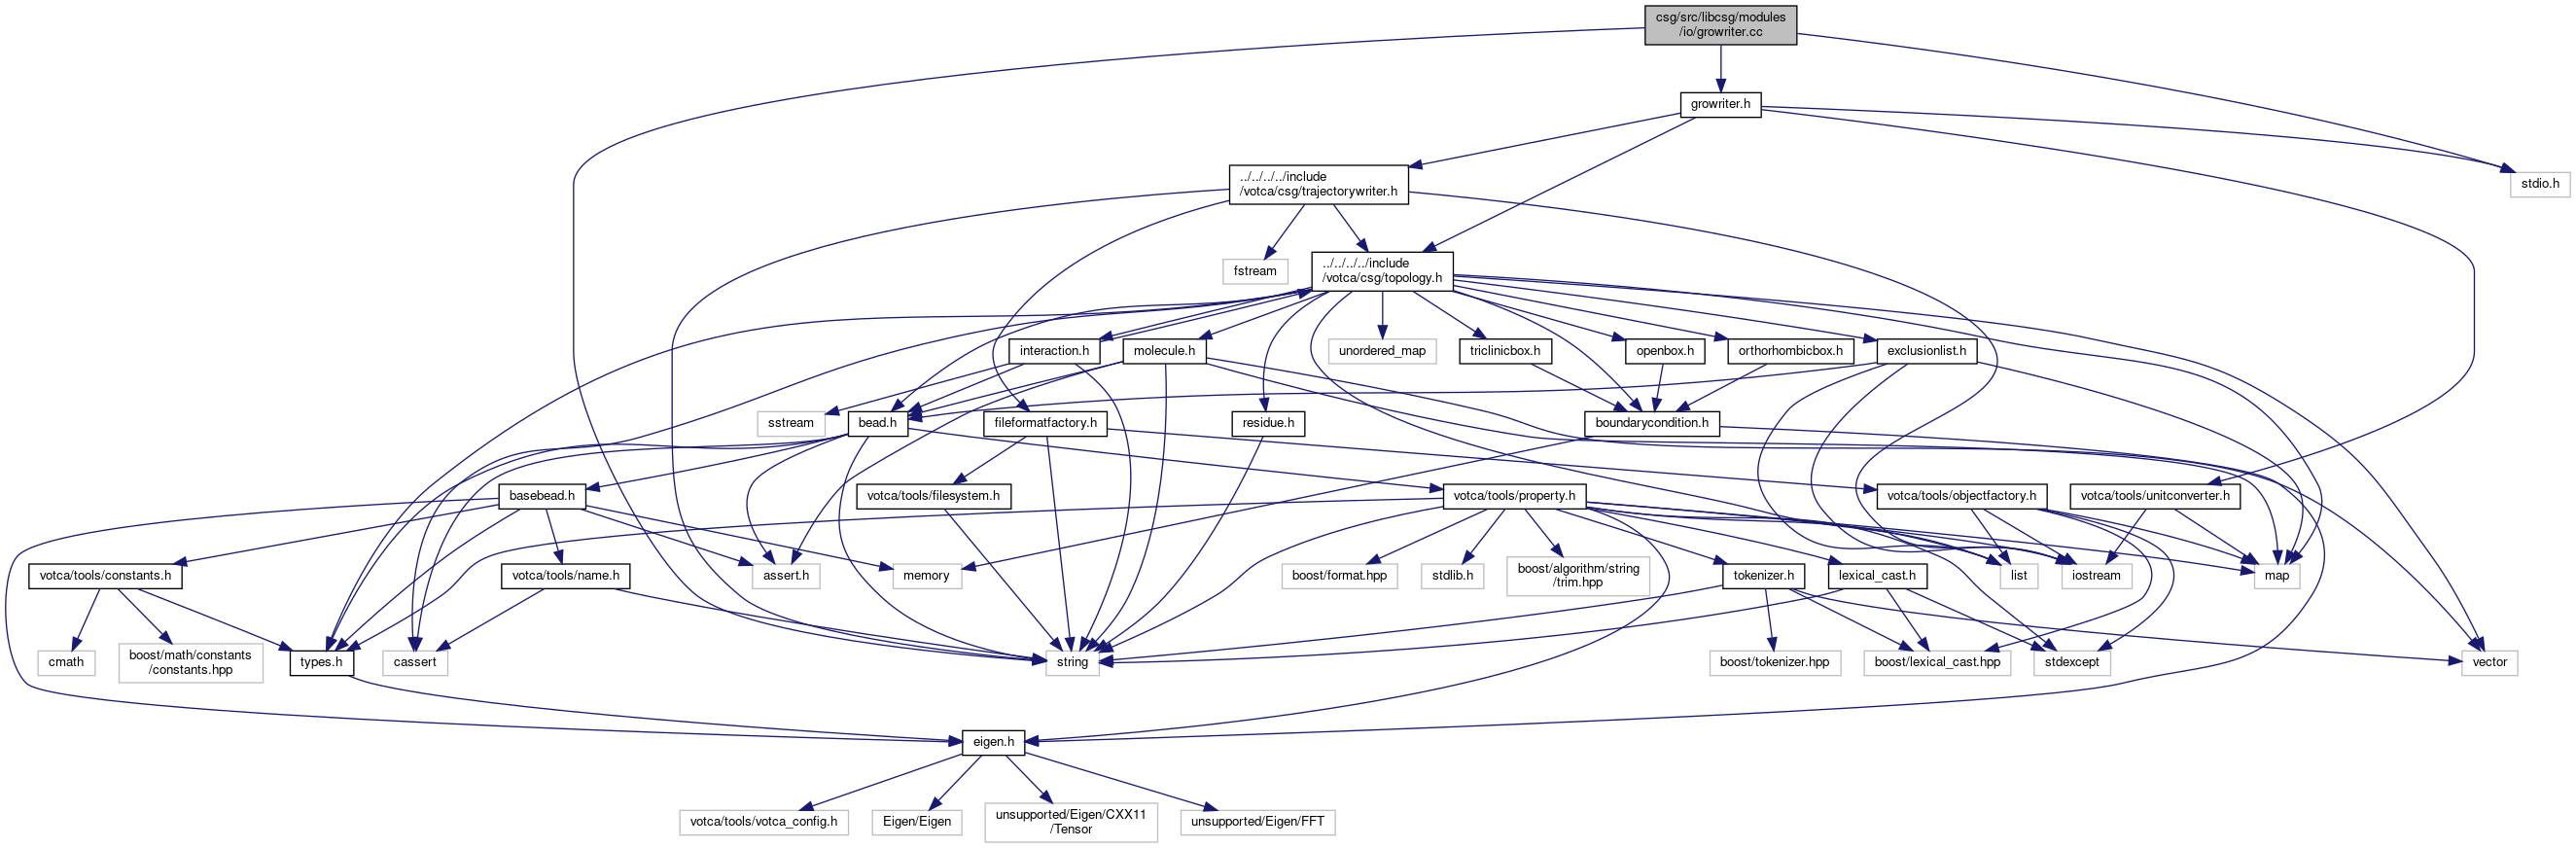 csg/src/libcsg/modules
/io/growriter.cc
growriter.h
../../../../include
/votca/csg/trajectorywriter.h
stdio.h
fstream
../../../../include
/votca/csg/topology.h
interaction.h
molecule.h
unordered_map
triclinicbox.h
openbox.h
orthorhombicbox.h
exclusionlist.h
sstream
bead.h
fileformatfactory.h
residue.h
boundarycondition.h
basebead.h
votca/tools/filesystem.h
votca/tools/property.h
votca/tools/objectfactory.h
votca/tools/unitconverter.h
votca/tools/constants.h
votca/tools/name.h
assert.h
memory
boost/format.hpp
stdlib.h
boost/algorithm/string
/trim.hpp
tokenizer.h
lexical_cast.h
list
iostream
map
cmath
boost/math/constants
/constants.hpp
types.h
cassert
string
boost/tokenizer.hpp
boost/lexical_cast.hpp
stdexcept
vector
eigen.h
votca/tools/votca_config.h
Eigen/Eigen
unsupported/Eigen/CXX11
/Tensor
unsupported/Eigen/FFT